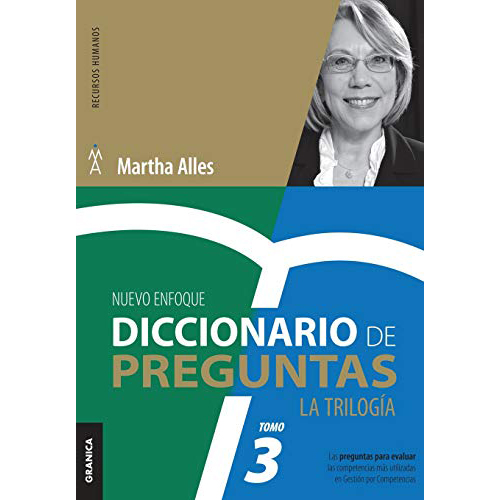 RECURSOS HUMANOS
MA
Martha Alles
NUEVO ENFOQUE
DICCIONARIO DE
PREGUNTAS
LA TRILOGÍA
TOMO
3
Las preguntas para evaluar
las competencias más utilizadas
en Gestión por Competencias
GRANICA